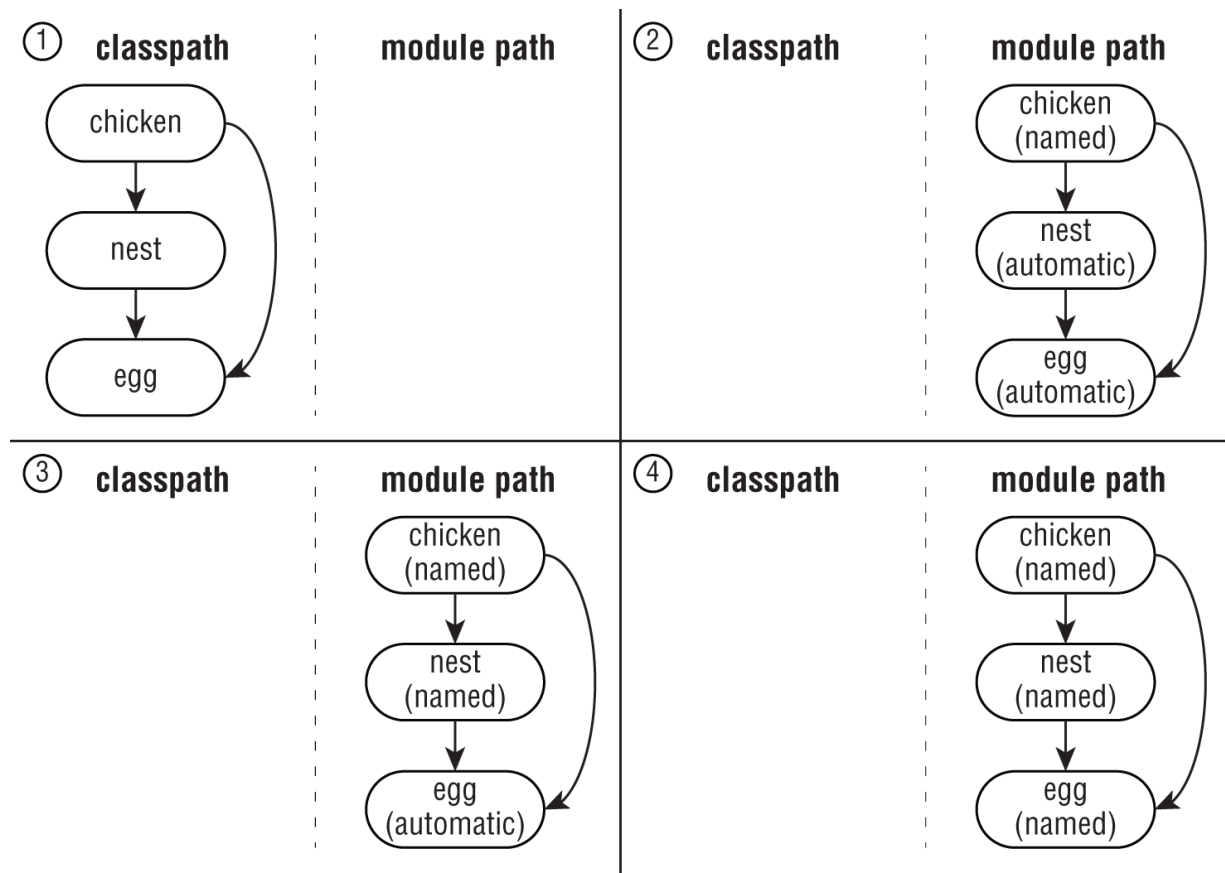 1 classpath module path
chicken
nest
egg
2 classpath module path
chicken
(named)
nest
(automatic)
egg
(automatic)
3 classpath module path
chicken
(named)
nest
(named)
egg
(automatic)
4 classpath module path
chicken
(named)
nest
(named)
egg
(named)